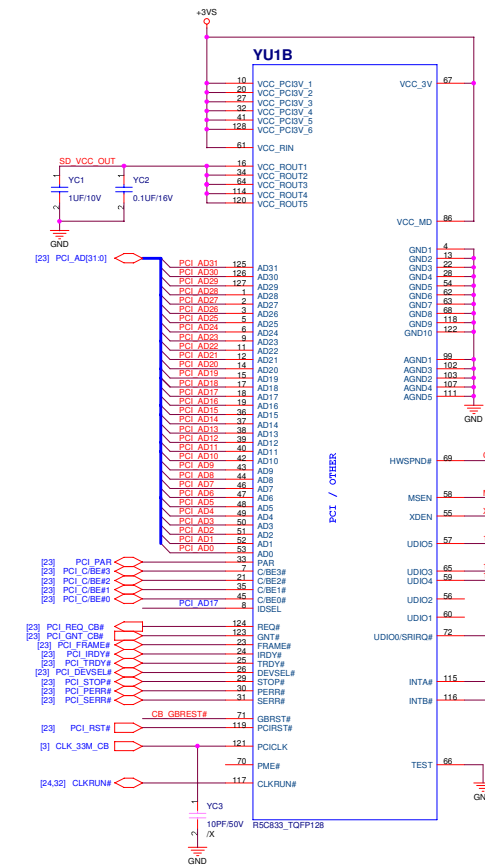 +3VS
YU1B
10 VCC_PCI3V_1
20 VCC_PCI3V_2
27 VCC_PCI3V_3
32 VCC_PCI3V_4
41 VCC_PCI3V_5
128 VCC_PCI3V_6
VCC_3V 67
61 VCC_RIN
SD_VCC_OUT
16 VCC_ROUT1
34 VCC_ROUT2
64 VCC_ROUT3
114 VCC_ROUT4
120 VCC_ROUT5
1 YC1 2
1UF/10V
1 YC2 2
0.1UF/16V
GND
VCC_MD 86
GND1 4
GND2 13
GND3 22
GND4 28
GND5 54
GND6 62
GND7 63
GND8 68
GND9 118
GND10 122
AGND1 99
AGND3 102
AGND2 103
AGND4 107
AGND5 111
GND
[23] PCI_AD[31:0]
PCI_AD31 125 AD31
PCI_AD30 126 AD30
PCI_AD29 127 AD29
PCI_AD28 1 AD28
PCI_AD27 2 AD27
PCI_AD26 3 AD26
PCI_AD25 5 AD25
PCI_AD24 6 AD24
PCI_AD23 9 AD23
PCI_AD22 11 AD22
PCI_AD21 12 AD21
PCI_AD20 14 AD20
PCI_AD19 15 AD19
PCI_AD18 17 AD18
PCI_AD17 18 AD17
PCI_AD16 19 AD16
PCI_AD15 36 AD15
PCI_AD14 37 AD14
PCI_AD13 38 AD13
PCI_AD12 39 AD12
PCI_AD11 40 AD11
PCI_AD10 42 AD10
PCI_AD9 43 AD9
PCI_AD8 44 AD8
PCI_AD7 46 AD7
PCI_AD6 47 AD6
PCI_AD5 48 AD5
PCI_AD4 49 AD4
PCI_AD3 50 AD3
PCI_AD2 51 AD2
PCI_AD1 52 AD1
PCI_AD0 53 AD0
PCI / OTHER
HWSPND# 69
MSEN 58
XDEN 55
UDIO5 57
UDIO3 65
UDIO4 59
UDIO2 56
UDIO1 60
UDIO0/SRIRQ# 72
INTA# 115
INTB# 116
TEST 66
[23] PCI_PAR 33 PAR
[23] PCI_C/BE#3 7 C/BE3#
[23] PCI_C/BE#2 21 C/BE2#
[23] PCI_C/BE#1 35 C/BE1#
[23] PCI_C/BE#0 45 C/BE0#
PCI_AD17 8 IDSEL
[23] PCI_REQ_CB# 124 REQ#
[23] PCI_GNT_CB# 123 GNT#
[23] PCI_FRAME# 23 FRAME#
[23] PCI_IRDY# 24 IRDY#
[23] PCI_TRDY# 25 TRDY#
[23] PCI_DEVSEL# 26 DEVSEL#
[23] PCI_STOP# 29 STOP#
[23] PCI_PERR# 30 PERR#
[23] PCI_SERR# 31 SERR#
CB_GBREST# 71 GBRST#
[23] PCI_RST# 119 PCIRST#
[3] CLK_33M_CB 121 PCICLK
70 PME#
[24,32] CLKRUN# 117 CLKRUN#
1 YC3 2
10PF/50V
/X
GND
R5C833_TQFP128